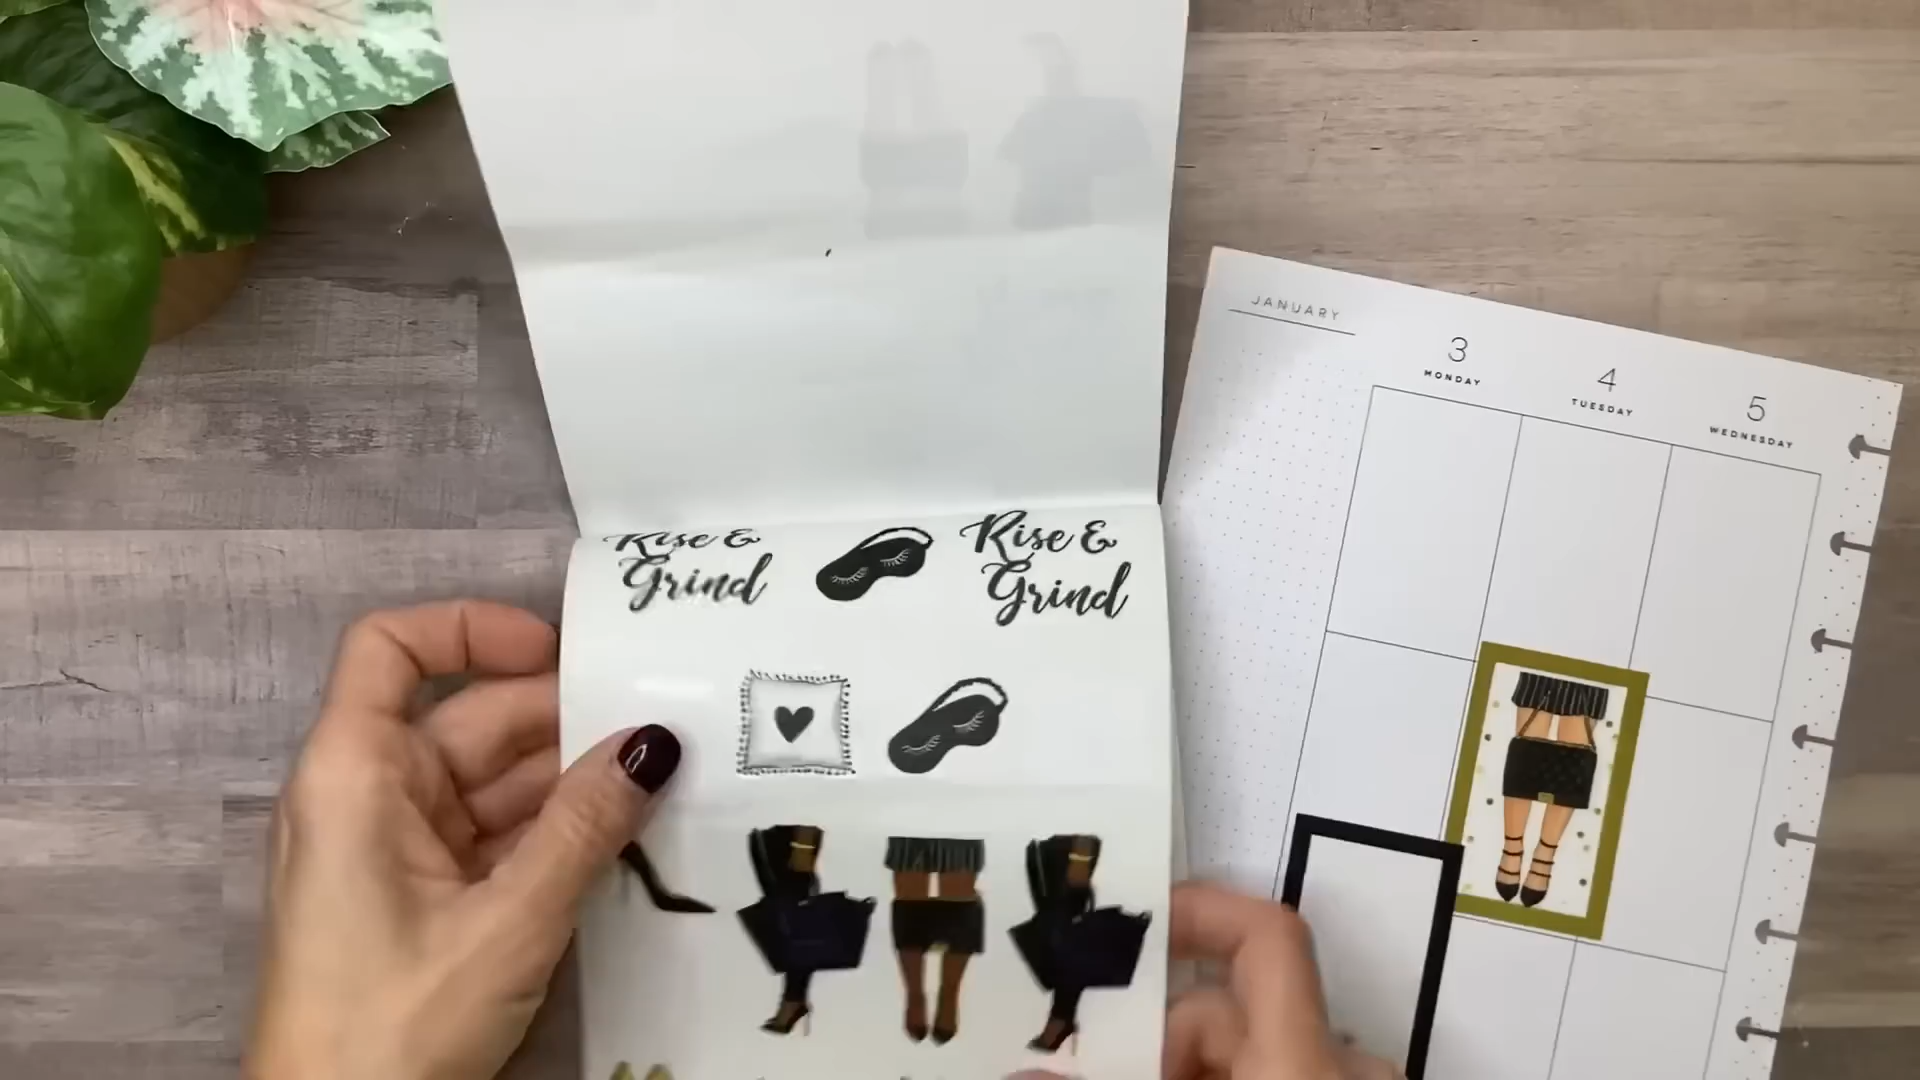 Rise &
Grind
Rise &
Grind
JANUARY
3
MONDAY
4
TUESDAY
5
WEDNESDAY